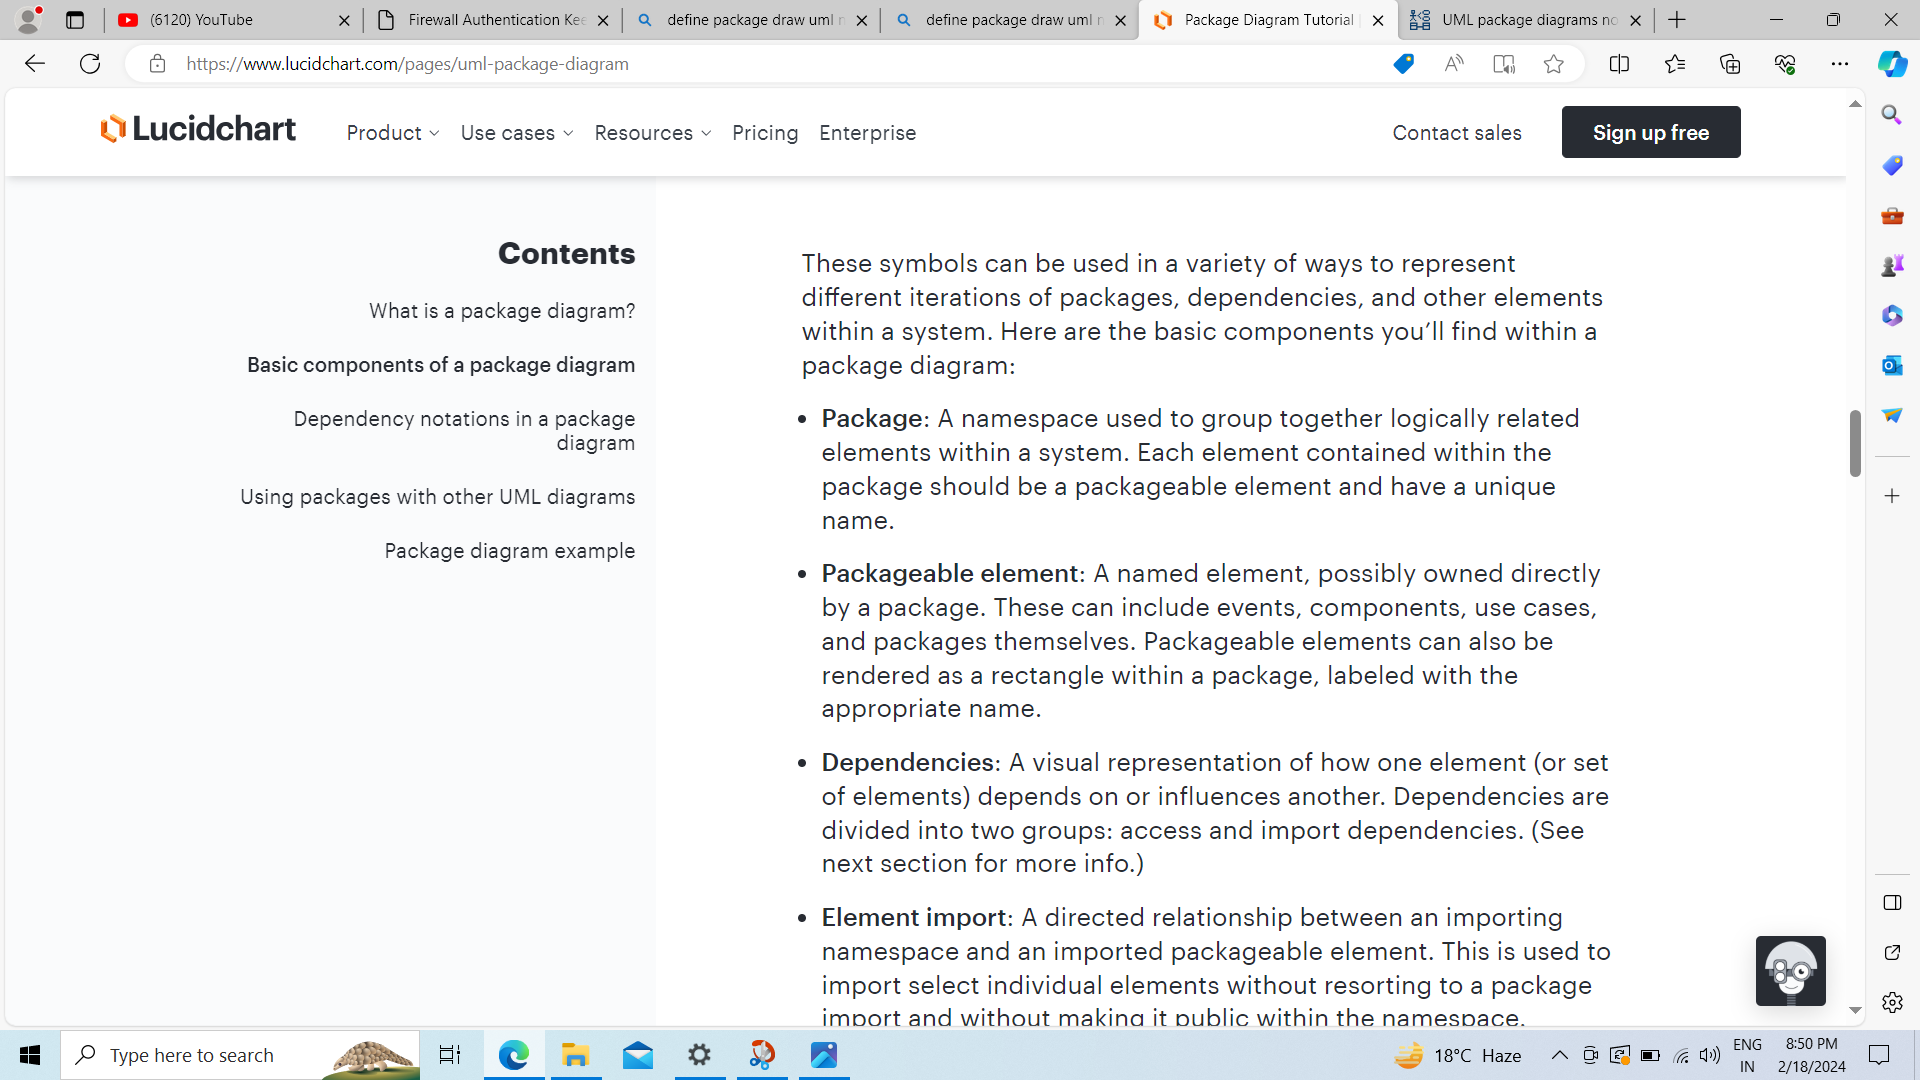 (6120) YouTube
Firewall Authentication Kee
define package draw uml n
define package draw uml n
Package Diagram Tutorial
UML package diagrams no
https://www.lucidchart.com/pages/uml-package-diagram
Lucidchart
Product
Use cases
Resources
Pricing
Enterprise
Contact sales
Sign up free
Contents
What is a package diagram?
Basic components of a package diagram
Dependency notations in a package
diagram
Using packages with other UML diagrams
Package diagram example
These symbols can be used in a variety of ways to represent
different iterations of packages, dependencies, and other elements
within a system. Here are the basic components you’ll find within a
package diagram:
• Package: A namespace used to group together logically related
elements within a system. Each element contained within the
package should be a packageable element and have a unique
name.
• Packageable element: A named element, possibly owned directly
by a package. These can include events, components, use cases,
and packages themselves. Packageable elements can also be
rendered as a rectangle within a package, labeled with the
appropriate name.
• Dependencies: A visual representation of how one element (or set
of elements) depends on or influences another. Dependencies are
divided into two groups: access and import dependencies. (See
next section for more info.)
• Element import: A directed relationship between an importing
namespace and an imported packageable element. This is used to
import select individual elements without resorting to a package
import and without making it public within the namespace.
Type here to search
18°C Haze
ENG
IN
8:50 PM
2/18/2024